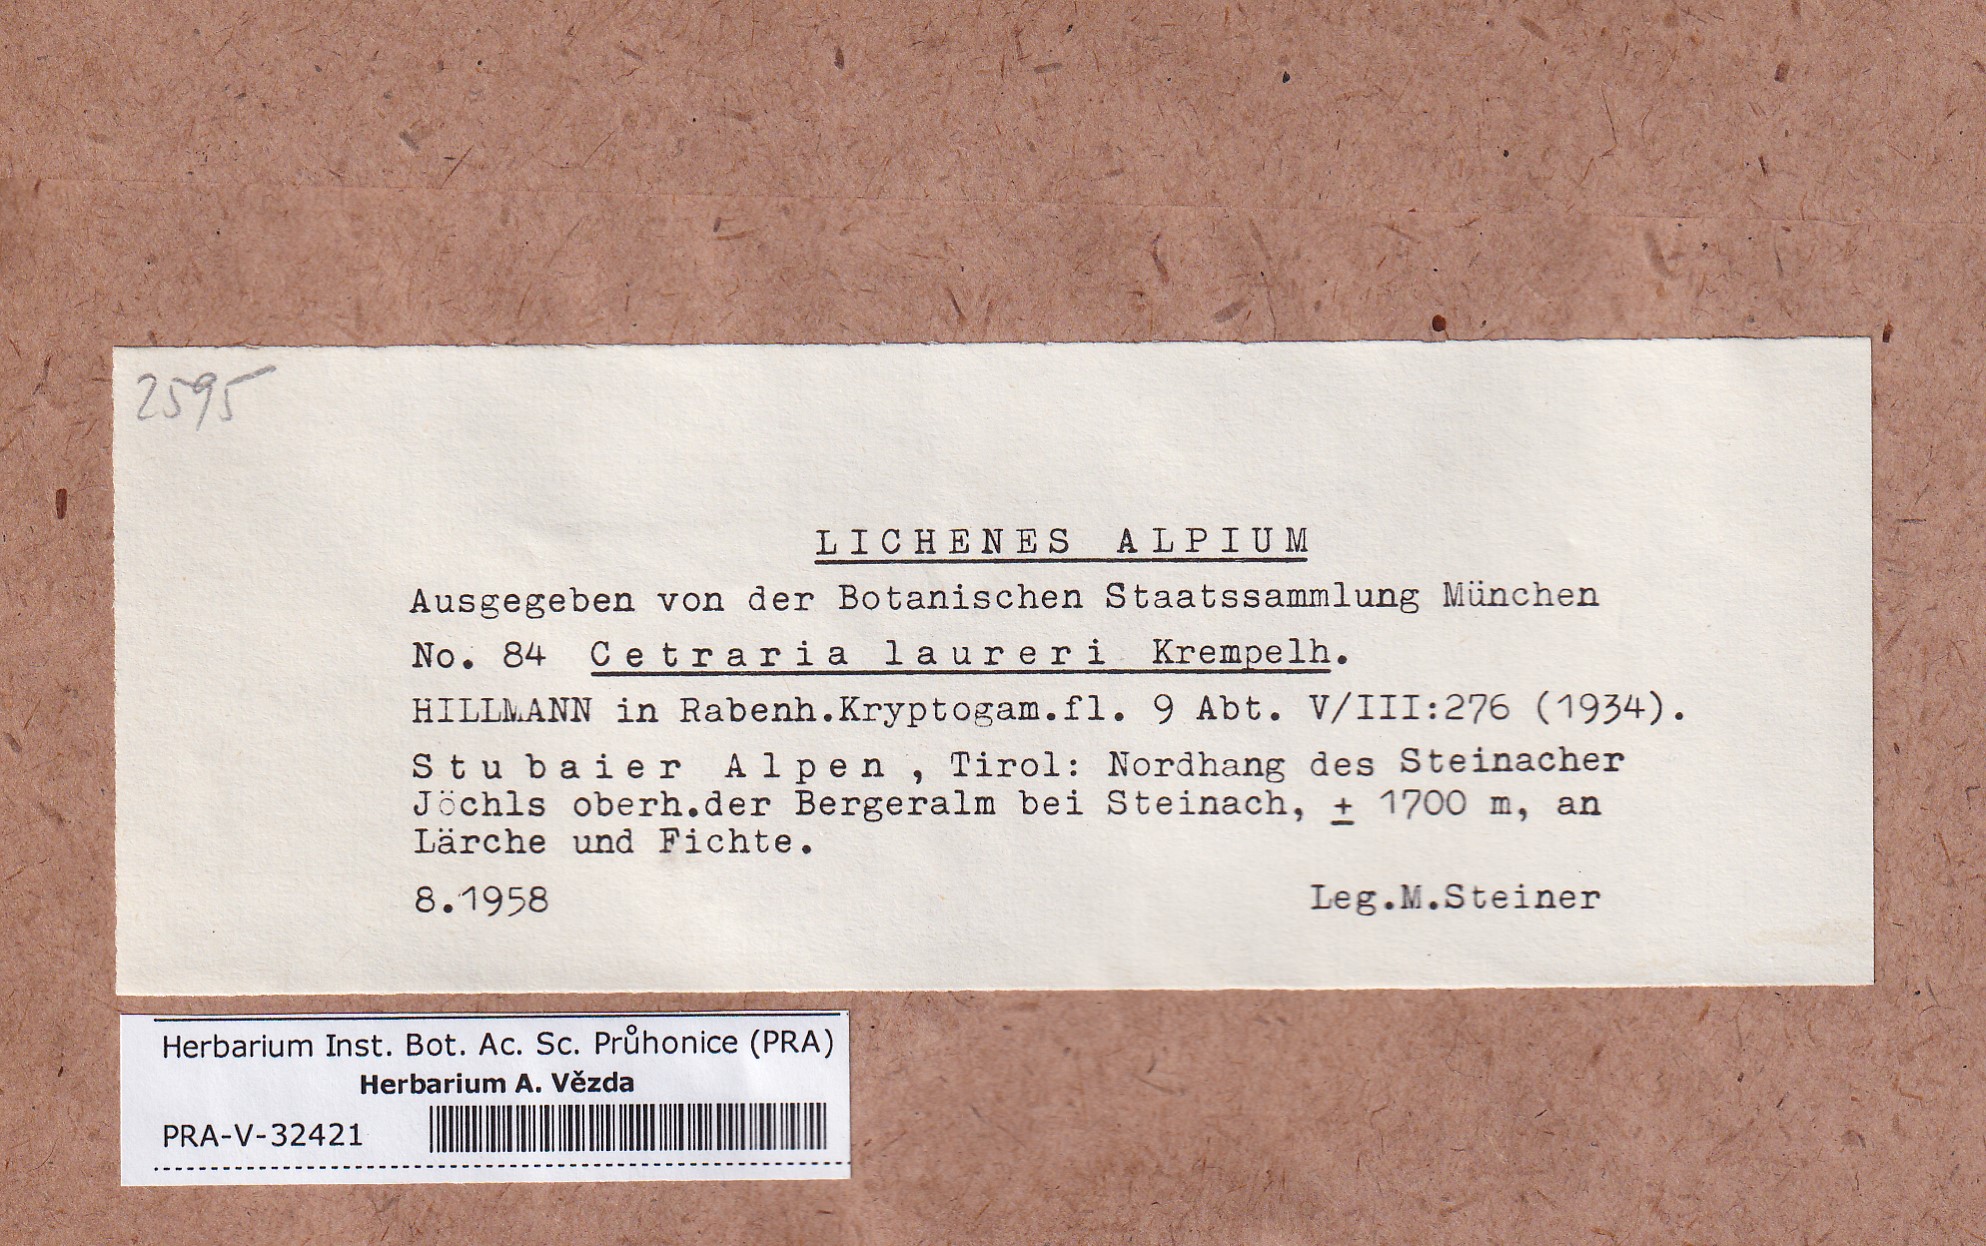 2595
LICHENES ALPIUM
Ausgegeben von der Botanischen Staatssammlung München
No. 84 Cetraria laureri Krempelh.
HILLMANN in Rabenh.Kryptogam.fl. 9 Abt. V/III:276 (1934).
Stubaier Alpen, Tirol: Nordhang des Steinacher
Jöchls oberh.der Bergeralm bei Steinach, ± 1700 m, an
Lärche und Fichte.
8.1958 Leg.M.Steiner
Herbarium Inst. Bot. Ac. Sc. Průhonice (PRA)
Herbarium A. Vězda
PRA-V-32421